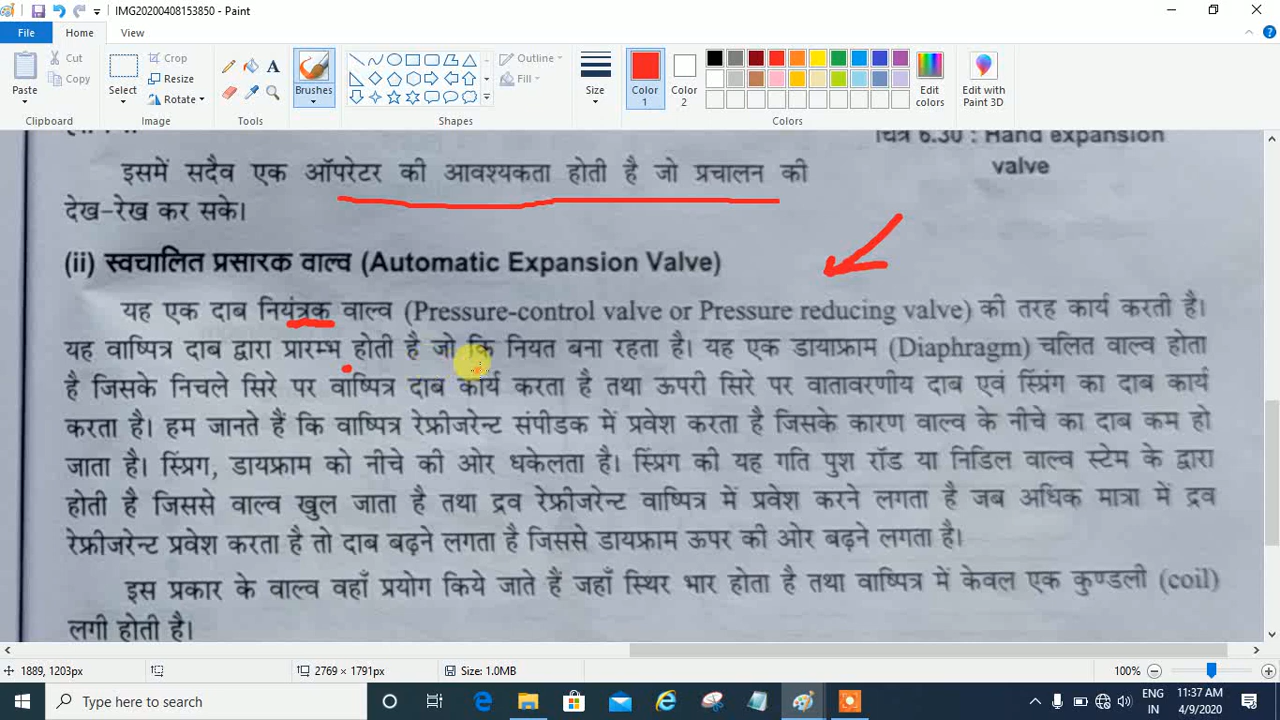 IMG20200408153850 - Paint
File Home View
Paste Cut Copy Select Crop Resize Rotate A Brushes Outline Fill Size Color 1 Color 2 Edit colors Edit with Paint 3D
Clipboard Image Tools Shapes Colors
चित्र 6.30 : Hand expansion
valve
इसमें सदैव एक ऑपरेटर की आवश्यकता होती है जो प्रचालन की
देख-रेख कर सके।
(ii) स्वचालित प्रसारक वाल्व (Automatic Expansion Valve)
यह एक दाब नियंत्रक वाल्व (Pressure-control valve or Pressure reducing valve) की तरह कार्य करती है।
यह वाष्पित्र दाब द्वारा प्रारम्भ होती है जो कि नियत बना रहता है। यह एक डायाफ्राम (Diaphragm) चलित वाल्व होता
है जिसके निचले सिरे पर वाष्पित्र दाब कार्य करता है तथा ऊपरी सिरे पर वातावरणीय दाब एवं स्प्रिंग का दाब कार्य
करता है। हम जानते हैं कि वाष्पित्र रेफ्रीजरेन्ट संपीडक में प्रवेश करता है जिसके कारण वाल्व के नीचे का दाब कम हो
जाता है। स्प्रिंग, डायफ्राम को नीचे की ओर धकेलता है। स्प्रिंग की यह गति पुश रॉड या निडिल वाल्व स्टेम के द्वारा
होती है जिससे वाल्व खुल जाता है तथा द्रव रेफ्रीजरेन्ट वाष्पित्र में प्रवेश करने लगता है जब अधिक मात्रा में द्रव
रेफ्रीजरेन्ट प्रवेश करता है तो दाब बढ़ने लगता है जिससे डायफ्राम ऊपर की ओर बढ़ने लगता है।
इस प्रकार के वाल्व वहाँ प्रयोग किये जाते हैं जहाँ स्थिर भार होता है तथा वाष्पित्र में केवल एक कुण्डली (coil)
लगी होती है।
1889, 1203px 2769 × 1791px Size: 1.0MB 100%
Type here to search ENG 11:37 AM
IN 4/9/2020